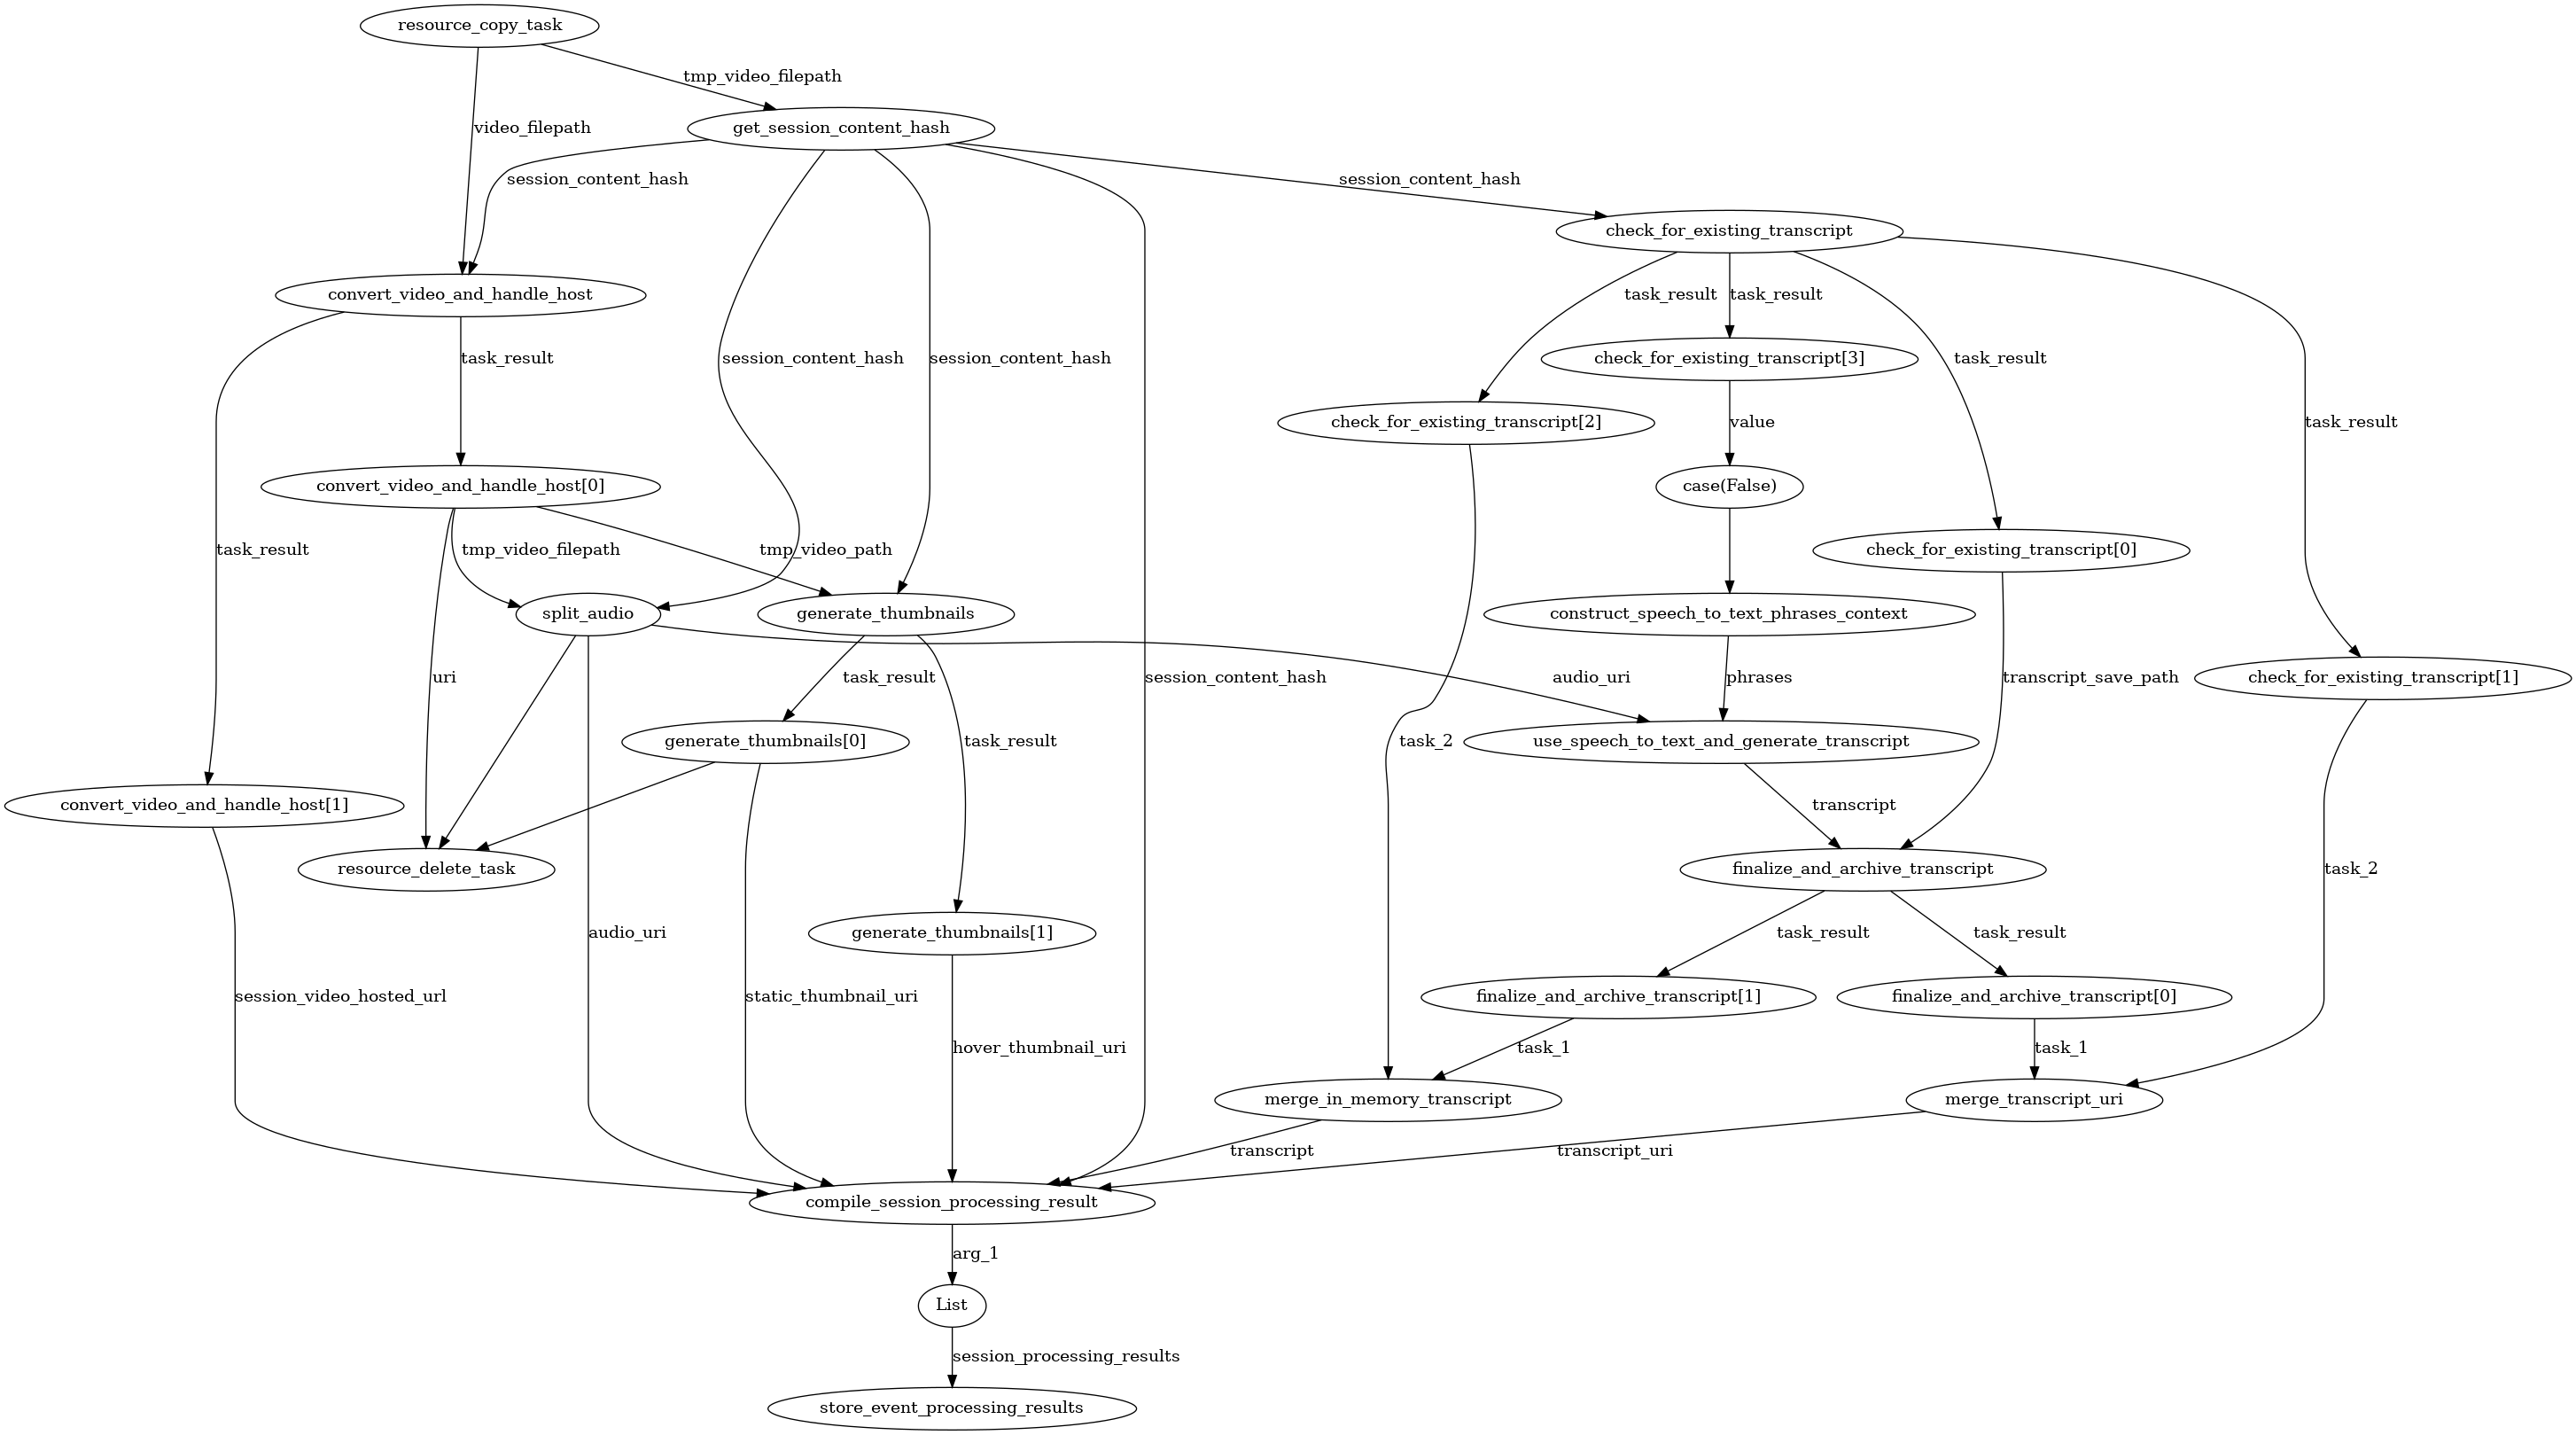 resource_copy_task
tmp_video_filepath
video_filepath
get_session_content_hash
session_content_hash
session_content_hash
check_for_existing_transcript
convert_video_and_handle_host
task_result
task_result
task_result
session_content_hash
session_content_hash
check_for_existing_transcript[3]
task_result
task_result
check_for_existing_transcript[2]
value
convert_video_and_handle_host[0]
case(False)
task_result
tmp_video_filepath
tmp_video_path
check_for_existing_transcript[0]
split_audio
generate_thumbnails
construct_speech_to_text_phrases_context
uri
task_result
session_content_hash
audio_uri
phrases
transcript_save_path
check_for_existing_transcript[1]
generate_thumbnails[0]
task_result
task_2
use_speech_to_text_and_generate_transcript
convert_video_and_handle_host[1]
transcript
resource_delete_task
finalize_and_archive_transcript
task_2
audio_uri
generate_thumbnails[1]
task_result
task_result
session_video_hosted_url
static_thumbnail_uri
finalize_and_archive_transcript[1]
finalize_and_archive_transcript[0]
hover_thumbnail_uri
task_1
task_1
merge_in_memory_transcript
merge_transcript_uri
transcript
transcript_uri
compile_session_processing_result
arg_1
List
session_processing_results
store_event_processing_results